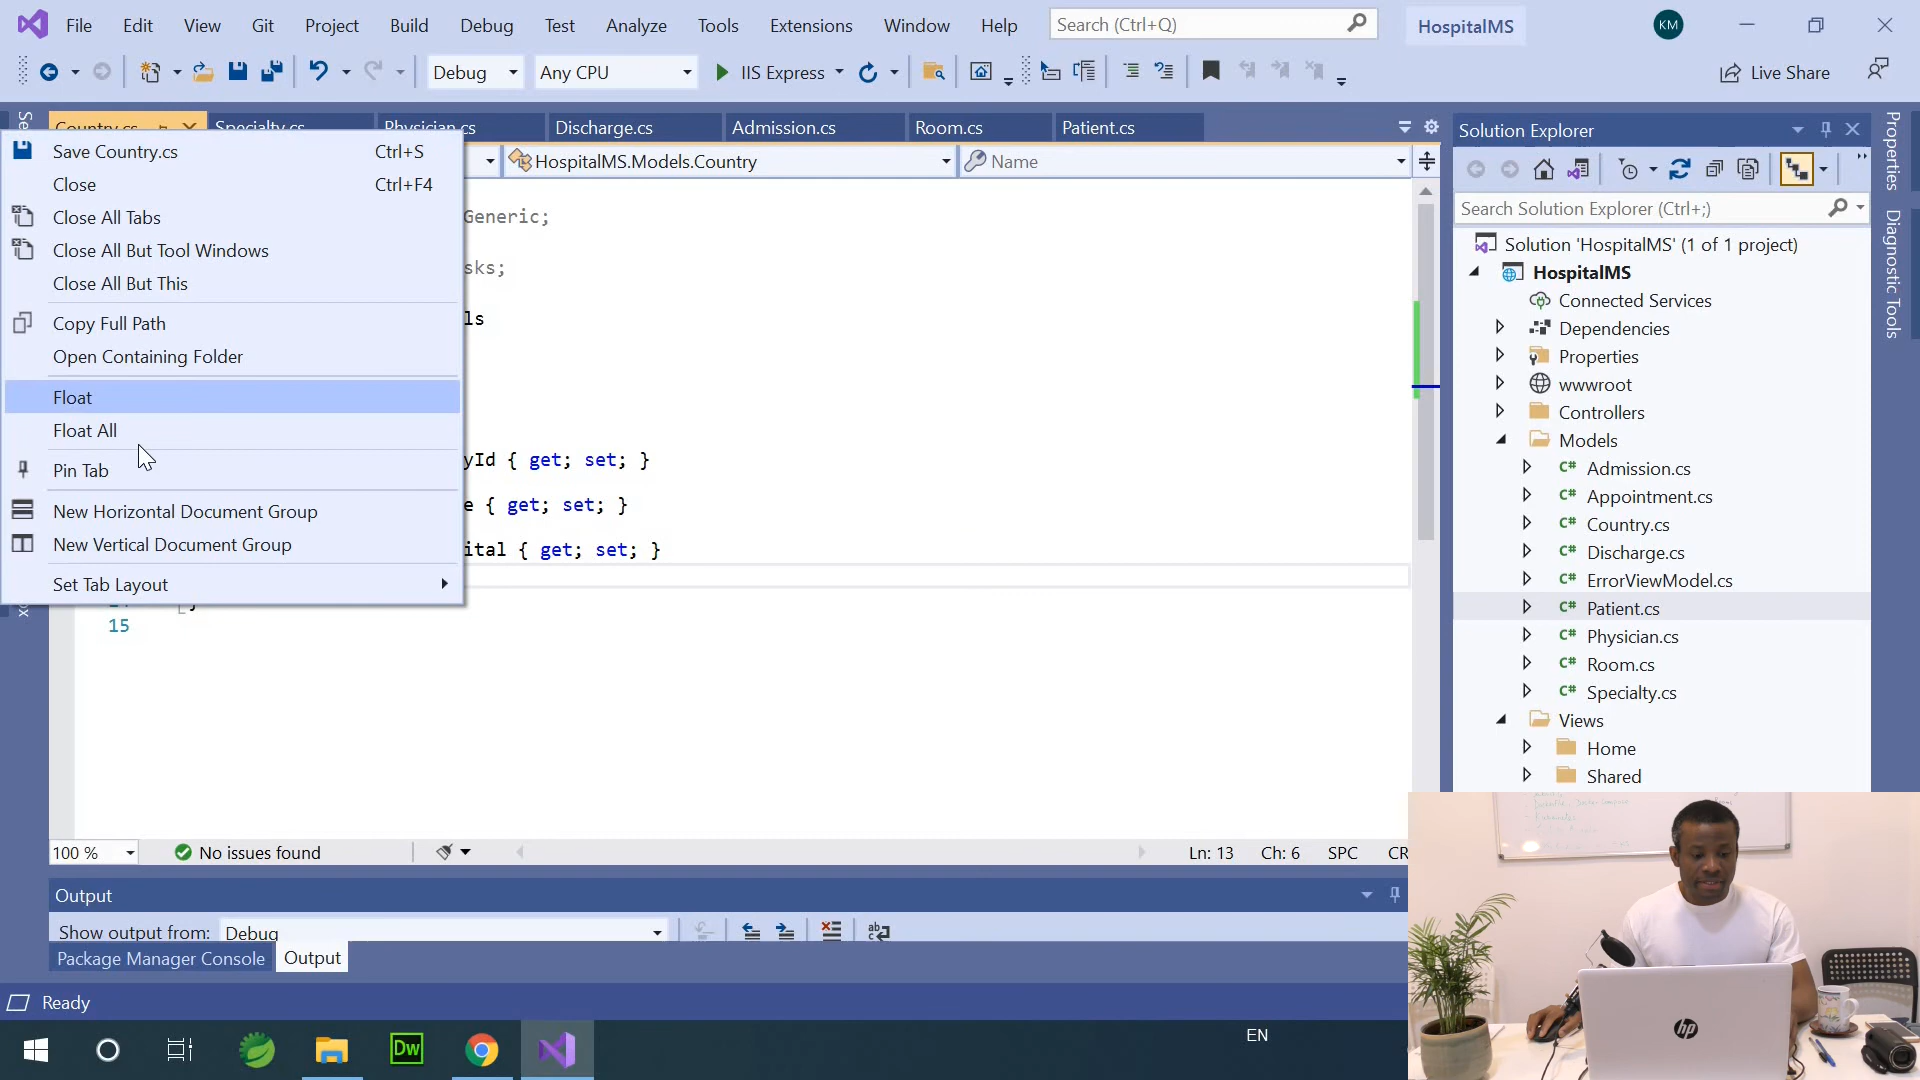 File Edit View Git Project Build Debug Test Analyze Tools Extensions Window Help Search (Ctrl+Q) HospitalMS KM
Debug Any CPU IIS Express Live Share
Country.cs Specialty.cs Physician.cs Discharge.cs Admission.cs Room.cs Patient.cs
HospitalMS.Models.Country Name
Save Country.cs Ctrl+S
Close Ctrl+F4
Close All Tabs
Close All But Tool Windows
Close All But This
Copy Full Path
Open Containing Folder
Float
Float All
Pin Tab
New Horizontal Document Group
New Vertical Document Group
Set Tab Layout
Generic;
sks;
ls
yId { get; set; }
e { get; set; }
ital { get; set; }
15
100 % No issues found Ln: 13 Ch: 6 SPC CR
Output
Show output from: Debug
Package Manager Console Output
Ready
Solution Explorer
Search Solution Explorer (Ctrl+;)
Solution 'HospitalMS' (1 of 1 project)
HospitalMS
Connected Services
Dependencies
Properties
wwwroot
Controllers
Models
C# Admission.cs
C# Appointment.cs
C# Country.cs
C# Discharge.cs
C# ErrorViewModel.cs
C# Patient.cs
C# Physician.cs
C# Room.cs
C# Specialty.cs
Views
Home
Shared
Properties
Diagnostic Tools
Dw
EN
hp